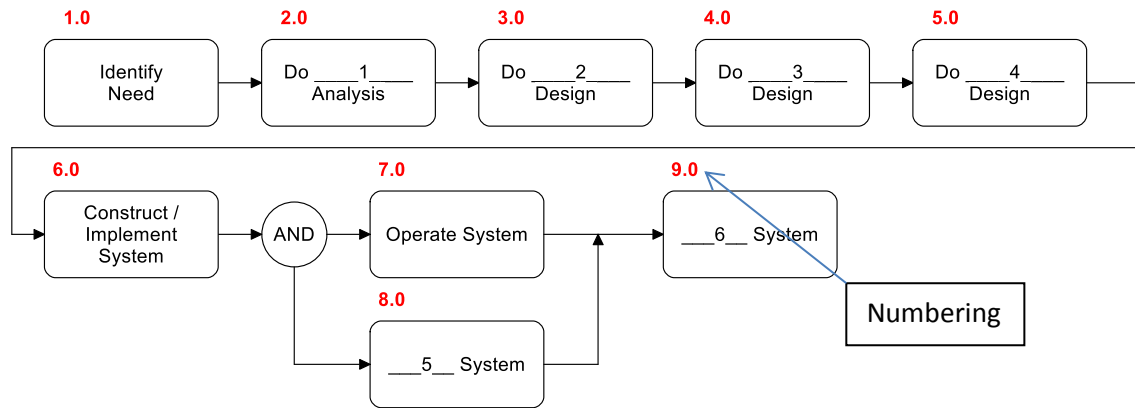 1.0
2.0
3.0
4.0
5.0
Identify
Need
Do ____1____
Analysis
Do ____2____
Design
Do ____3____
Design
Do ____4____
Design
6.0
7.0
9.0
Construct /
Implement
System
AND
Operate System
___6__ System
8.0
___5__ System
Numbering